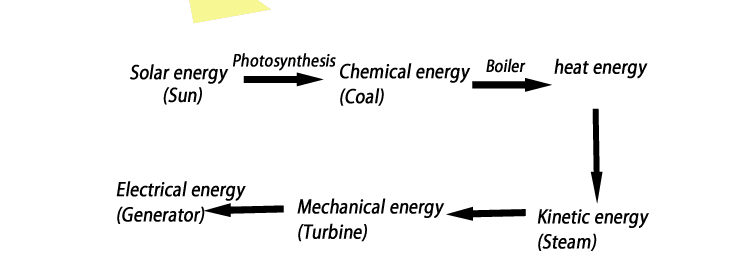 Photosynthesis
Solar energy
(Sun)
Chemical energy
(Coal)
Boiler
heat energy
Electrical energy
(Generator)
Mechanical energy
(Turbine)
Kinetic energy
(Steam)